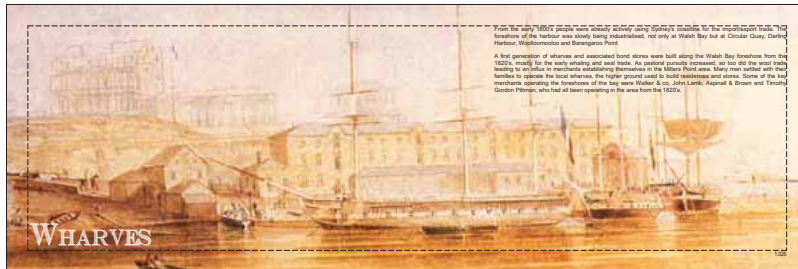 From the early 1800's people were already actively using Sydney's coastline for the import/export trade. The
foreshore of the harbour was slowly being industrialised, not only at Walsh Bay but at Circular Quay, Darling
Harbour, Woolloomooloo and Barangaroo Point.
A first generation of wharves and associated bond stores were built along the Walsh Bay foreshore from the
1820's, mostly for the early whaling and seal trade. As pastoral pursuits increased, so too did the wool trade
leading to an influx in merchants establishing themselves in the Millers Point area. Many men settled with their
families to operate the local wharves, the higher ground used to build residences and stores. Some of the key
merchants operating the foreshores of the bay were Walker & co, John Lamb, Aspinall & Brown and Timothy
Gordon Pittman, who had all been operating in the area from the 1820's.
WHARVES